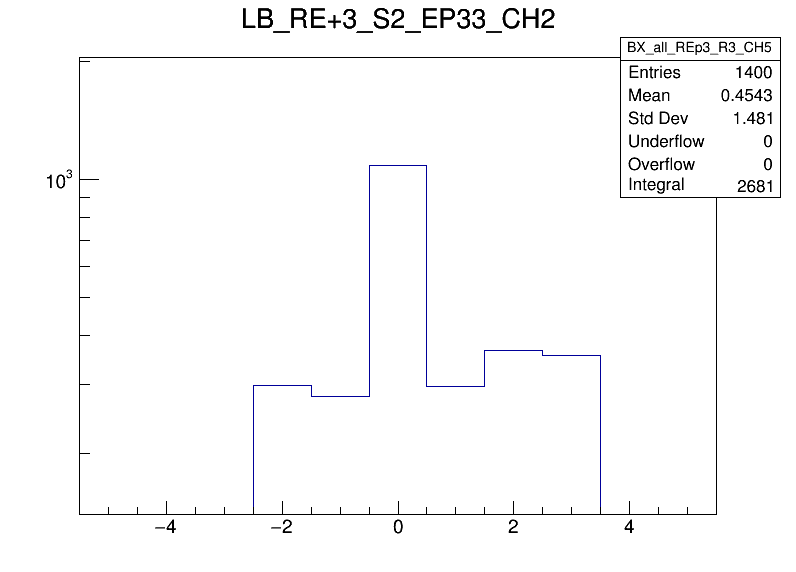 LB_RE+3_S2_EP33_CH2
BX_all_REp3_R3_CH5
Entries 1400
Mean 0.4543
Std Dev 1.481
Underflow 0
Overflow 0
Integral 2681
10³
−4 −2 0 2 4